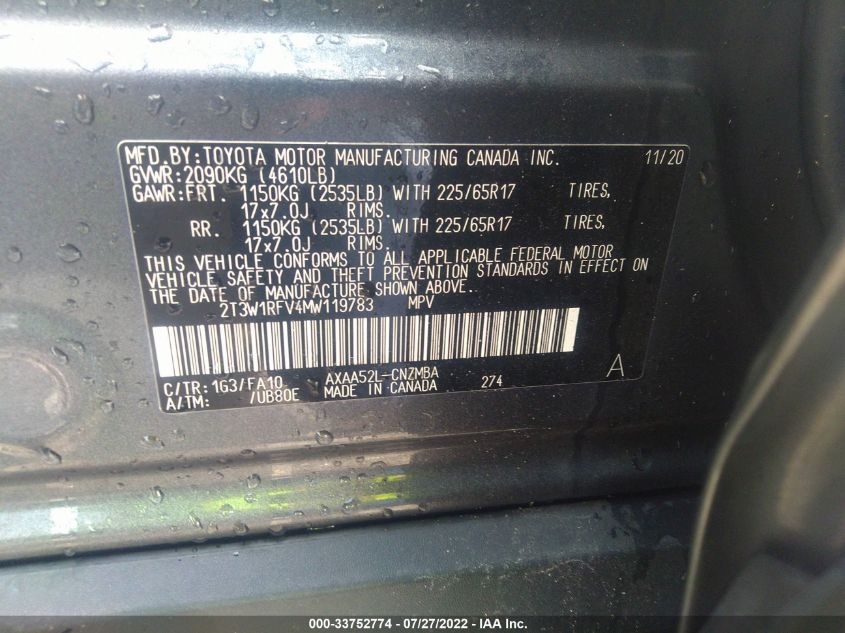 MFD.BY:TOYOTA MOTOR MANUFACTURING CANADA INC. 11/20
GVWR:2090KG (4610LB)
GAWR:FRT. 1150KG (2535LB) WITH 225/65R17 TIRES,
17x7.0J RIMS.
RR. 1150KG (2535LB) WITH 225/65R17 TIRES,
17x7.0J RIMS.
THIS VEHICLE CONFORMS TO ALL APPLICABLE FEDERAL MOTOR
VEHICLE SAFETY AND THEFT PREVENTION STANDARDS IN EFFECT ON
THE DATE OF MANUFACTURE SHOWN ABOVE.
2T3W1RFV4MW119783 MPV
C/TR:1G3/FA10 AXAA52L-CNZMBA A
A/TM: /UB80E MADE IN CANADA 274
000-33752774 / 07/27/2022 / IAA Inc.